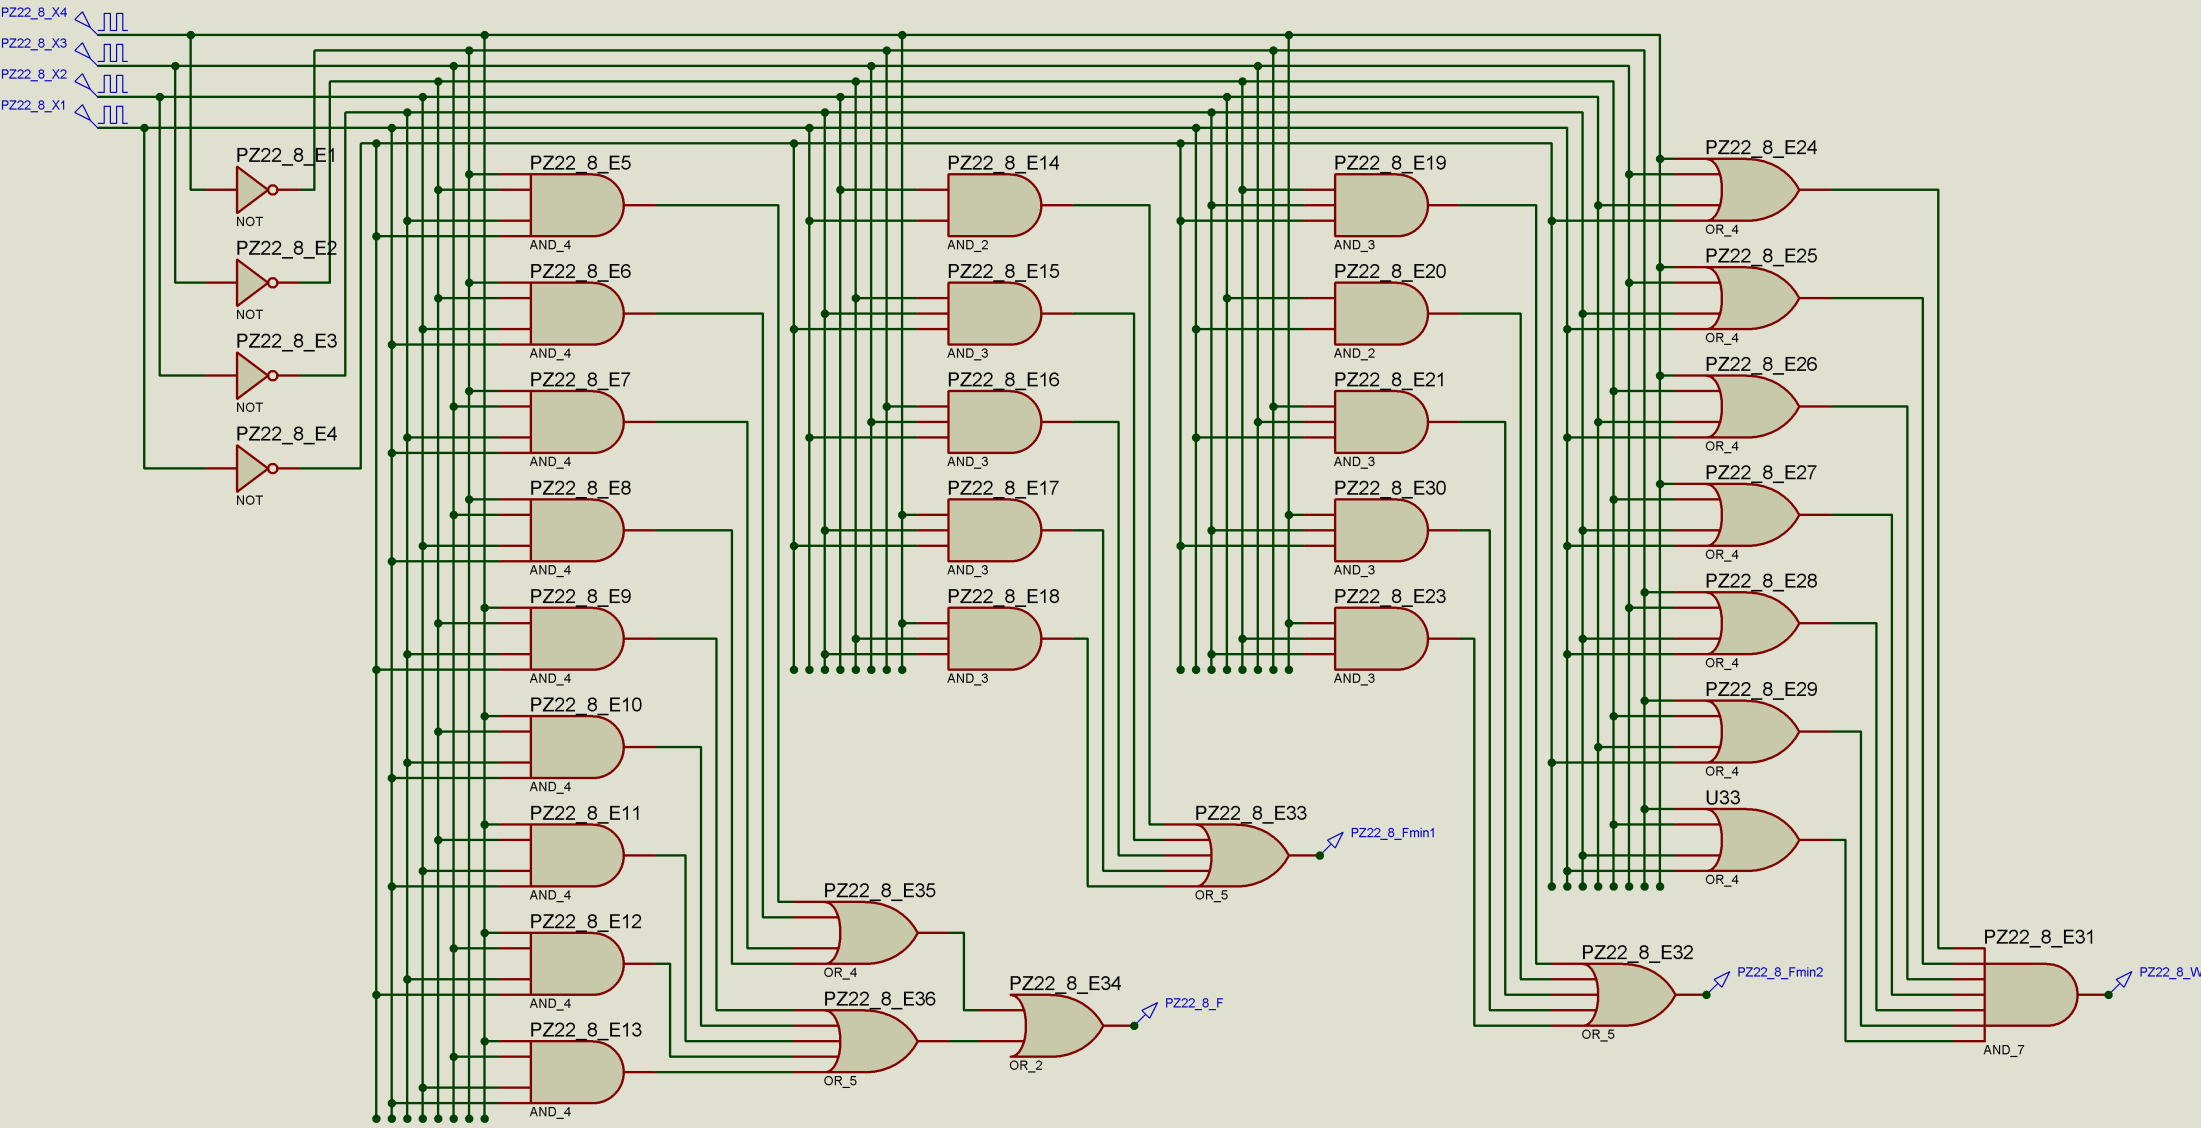 PZ22_8_X4
PZ22_8_X3
PZ22_8_X2
PZ22_8_X1
PZ22_8_E1
NOT
PZ22_8_E2
NOT
PZ22_8_E3
NOT
PZ22_8_E4
NOT
PZ22_8_E5
AND_4
PZ22_8_E6
AND_4
PZ22_8_E7
AND_4
PZ22_8_E8
AND_4
PZ22_8_E9
AND_4
PZ22_8_E10
AND_4
PZ22_8_E11
AND_4
PZ22_8_E12
AND_4
PZ22_8_E13
AND_4
PZ22_8_E14
AND_2
PZ22_8_E15
AND_3
PZ22_8_E16
AND_3
PZ22_8_E17
AND_3
PZ22_8_E18
AND_3
PZ22_8_E35
OR_4
PZ22_8_E36
OR_5
PZ22_8_E34
OR_2
PZ22_8_F
PZ22_8_E33
OR_5
PZ22_8_Fmin1
PZ22_8_E19
AND_3
PZ22_8_E20
AND_2
PZ22_8_E21
AND_3
PZ22_8_E30
AND_3
PZ22_8_E23
AND_3
PZ22_8_E32
OR_5
PZ22_8_Fmin2
PZ22_8_E24
OR_4
PZ22_8_E25
OR_4
PZ22_8_E26
OR_4
PZ22_8_E27
OR_4
PZ22_8_E28
OR_4
PZ22_8_E29
OR_4
U33
OR_4
PZ22_8_E31
AND_7